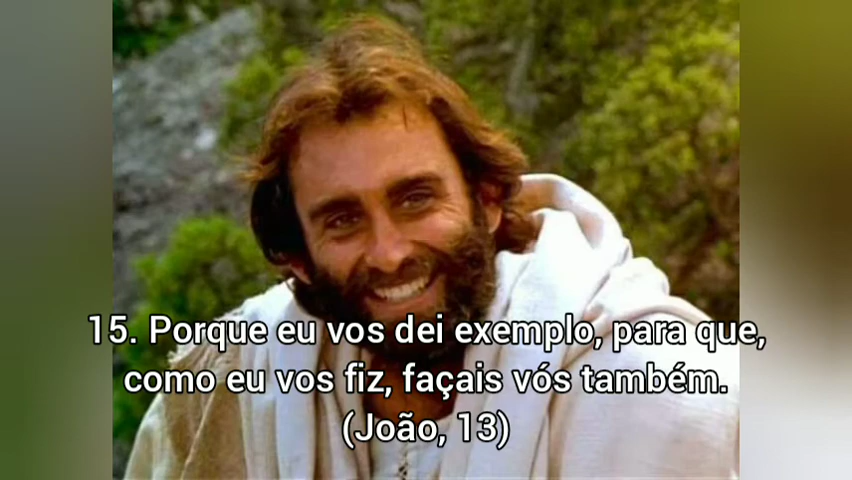 15. Porque eu vos dei exemplo, para que,
como eu vos fiz, façais vós também.
(João, 13)